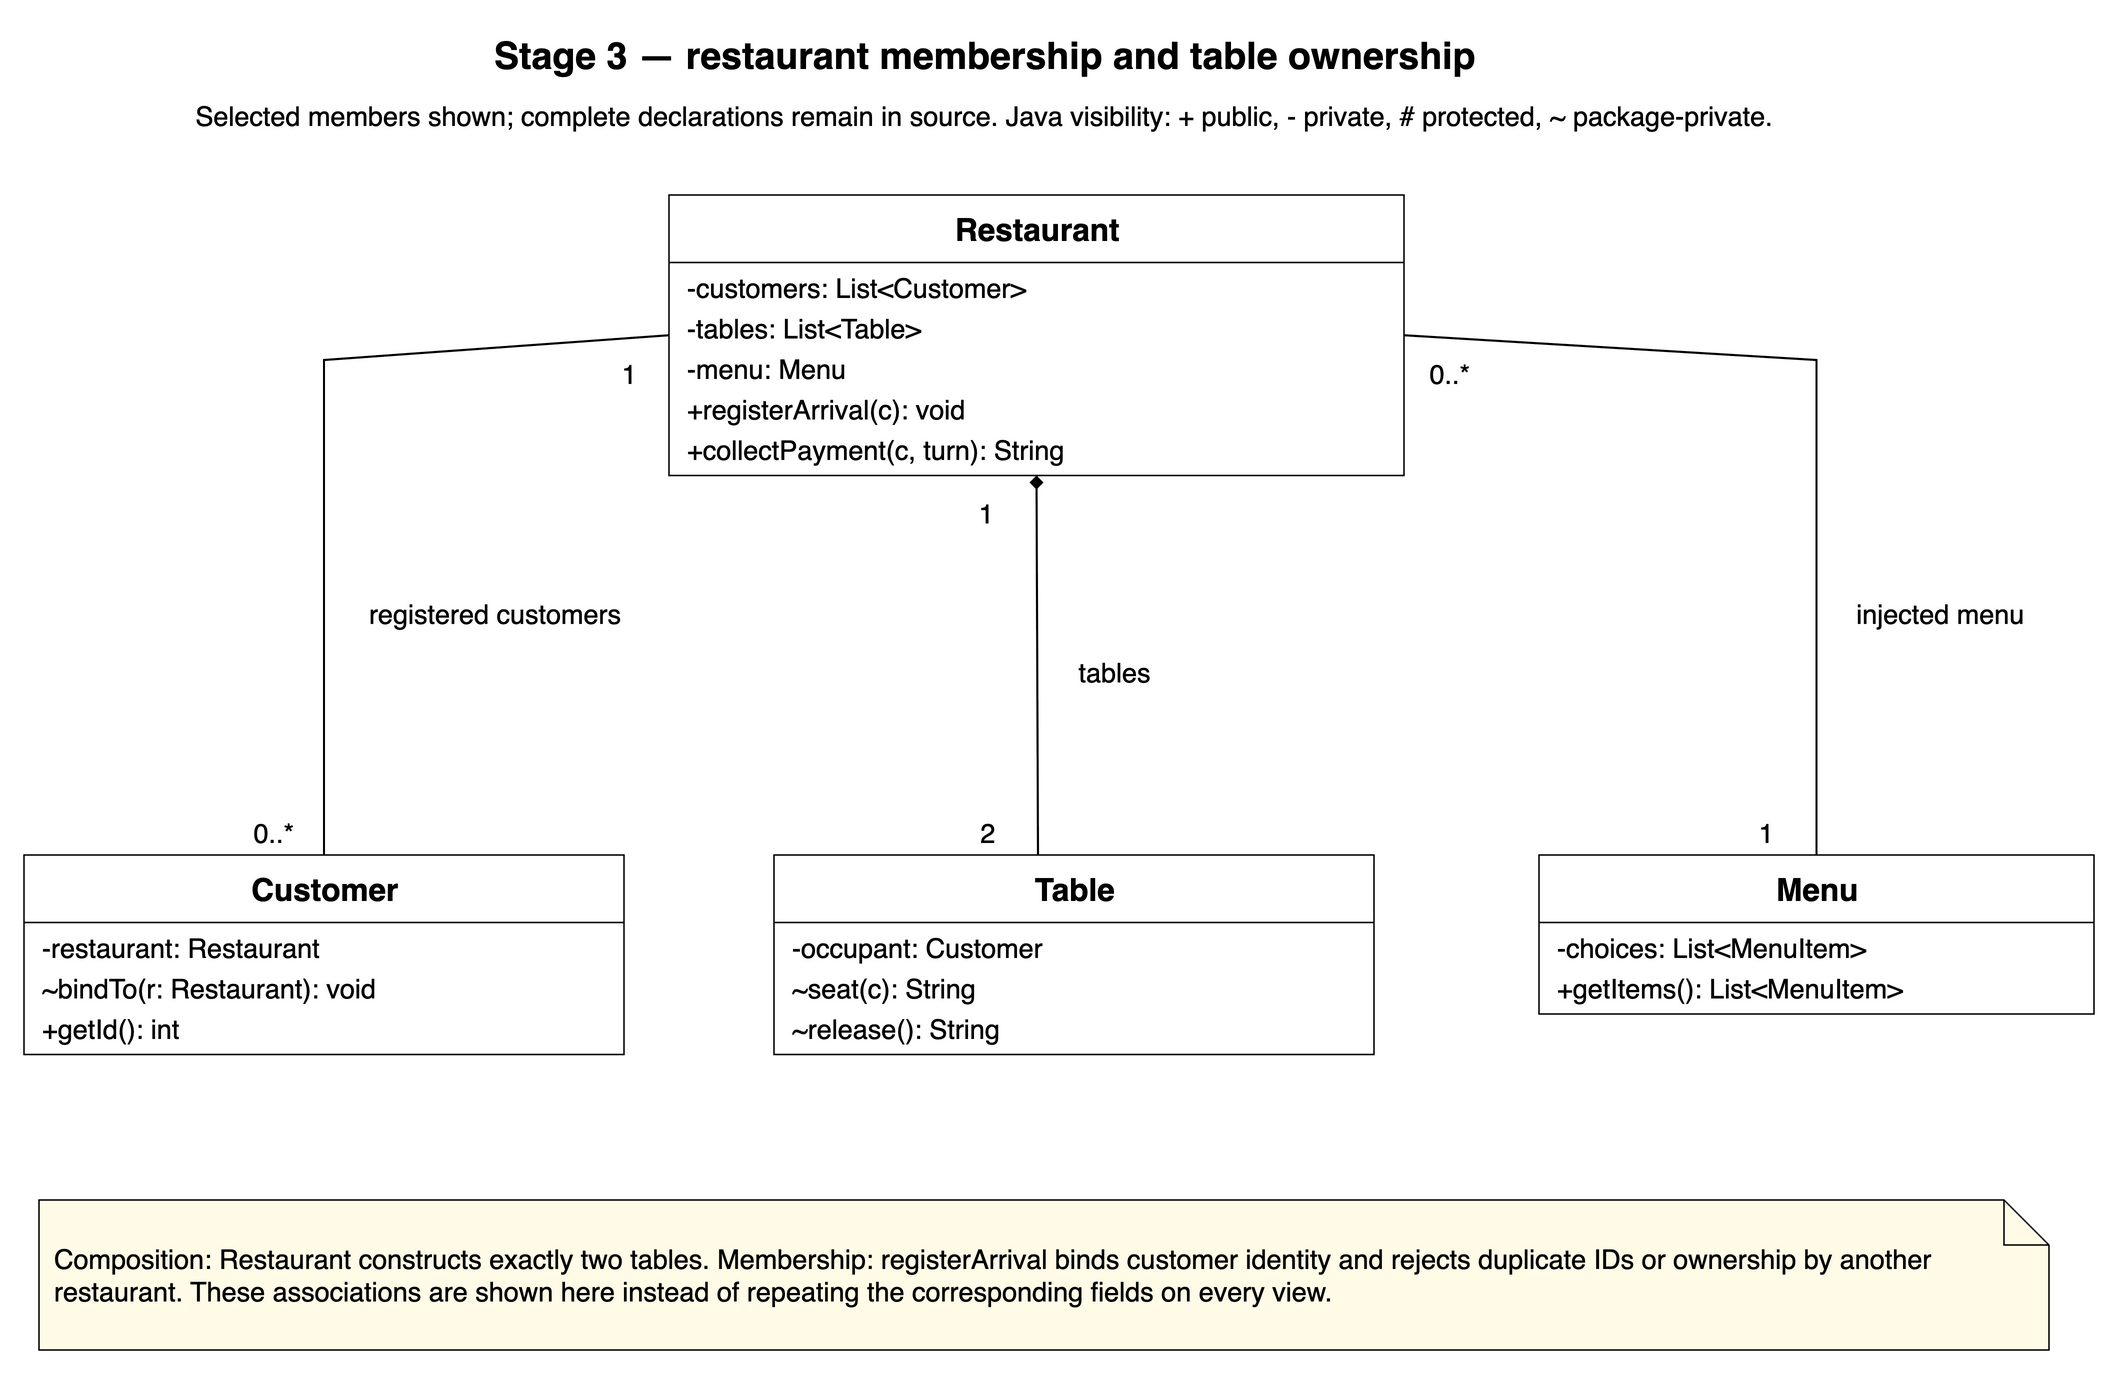 Stage 3 — restaurant membership and table ownership
Selected members shown; complete declarations remain in source. Java visibility: + public, - private, # protected, ~ package-private.
Restaurant
-customers: List<Customer>
-tables: List<Table>
-menu: Menu
+registerArrival(c): void
+collectPayment(c, turn): String
1
0..*
1
registered customers
injected menu
tables
0..*
2
1
Customer
-restaurant: Restaurant
~bindTo(r: Restaurant): void
+getId(): int
Table
-occupant: Customer
~seat(c): String
~release(): String
Menu
-choices: List<MenuItem>
+getItems(): List<MenuItem>
Composition: Restaurant constructs exactly two tables. Membership: registerArrival binds customer identity and rejects duplicate IDs or ownership by another
restaurant. These associations are shown here instead of repeating the corresponding fields on every view.